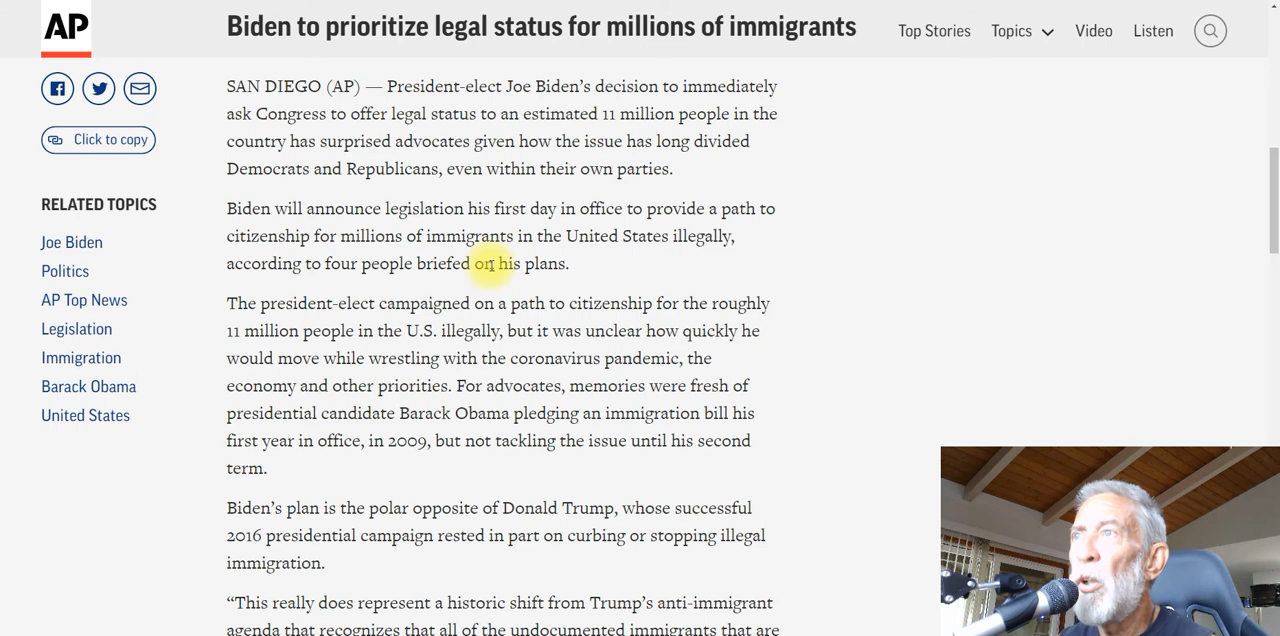 AP
Biden to prioritize legal status for millions of immigrants
Top Stories
Topics
Video
Listen
Click to copy
RELATED TOPICS
Joe Biden
Politics
AP Top News
Legislation
Immigration
Barack Obama
United States
SAN DIEGO (AP) — President-elect Joe Biden’s decision to immediately
ask Congress to offer legal status to an estimated 11 million people in the
country has surprised advocates given how the issue has long divided
Democrats and Republicans, even within their own parties.
Biden will announce legislation his first day in office to provide a path to
citizenship for millions of immigrants in the United States illegally,
according to four people briefed on his plans.
The president-elect campaigned on a path to citizenship for the roughly
11 million people in the U.S. illegally, but it was unclear how quickly he
would move while wrestling with the coronavirus pandemic, the
economy and other priorities. For advocates, memories were fresh of
presidential candidate Barack Obama pledging an immigration bill his
first year in office, in 2009, but not tackling the issue until his second
term.
Biden’s plan is the polar opposite of Donald Trump, whose successful
2016 presidential campaign rested in part on curbing or stopping illegal
immigration.
“This really does represent a historic shift from Trump’s anti-immigrant
agenda that recognizes that all of the undocumented immigrants that are